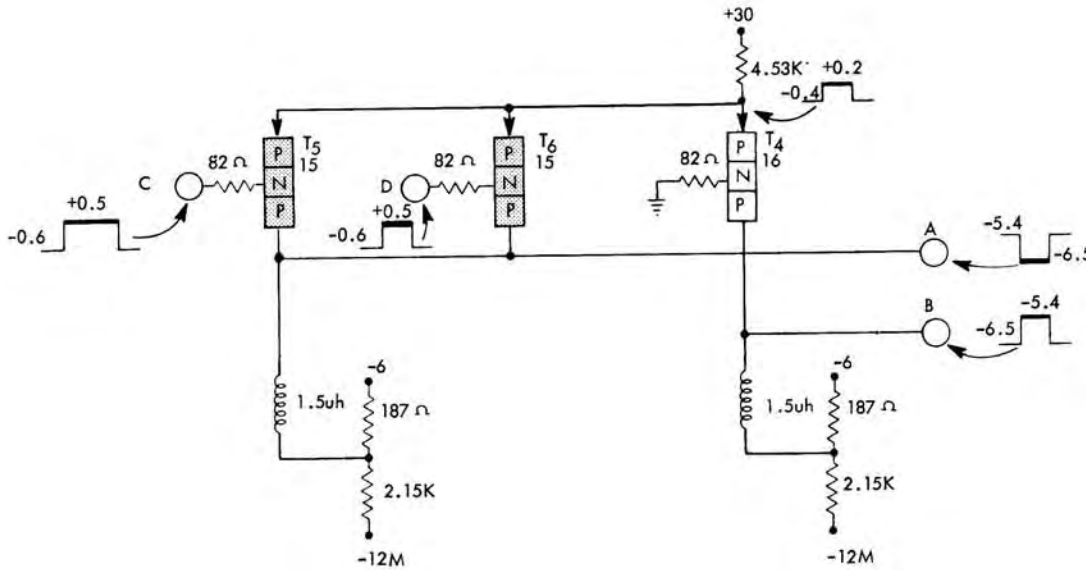 +30
4.53K
+0.2
-0.4
P
N
P
T5
15
82 Ω
C
+0.5
-0.6
P
N
P
T6
15
82 Ω
D
+0.5
-0.6
P
N
P
T4
16
82 Ω
A
-5.4
-6.5
B
-5.4
-6.5
1.5uh
-6
187 Ω
2.15K
-12M
1.5uh
-6
187 Ω
2.15K
-12M